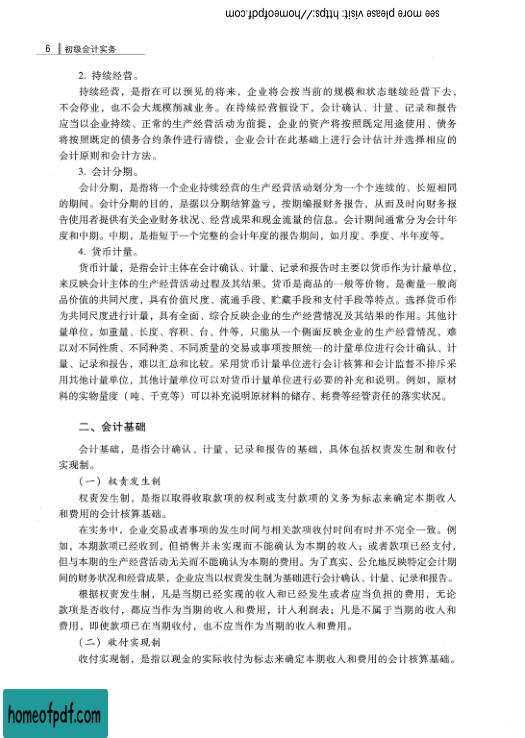 see more please visit: https://homeofpdf.com
6 初级会计实务
2. 持续经营。
持续经营，是指在可以预见的将来，企业将会按当前的规模和状态继续经营下去，
不会停业，也不会大规模削减业务。在持续经营假设下，会计确认、计量、记录和报告
应当以企业持续、正常的生产经营活动为前提，企业的资产将按照既定用途使用、债务
将按照既定的债务合约条件进行清偿，企业会计在此基础上进行会计估计并选择相应的
会计原则和会计方法。
3. 会计分期。
会计分期，是指将一个企业持续经营的生产经营活动划分为一个个连续的、长短相同
的期间。会计分期的目的，是据以分期结算盈亏，按期编报财务报告，从而及时向财务报
告使用者提供有关企业财务状况、经营成果和现金流量的信息。会计期间通常分为会计年
度和中期。中期，是指短于一个完整的会计年度的报告期间，如月度、季度、半年度等。
4. 货币计量。
货币计量，是指会计主体在会计确认、计量、记录和报告时主要以货币作为计量单位，
来反映会计主体的生产经营活动过程及其结果。货币是商品的一般等价物，是衡量一般商
品价值的共同尺度，具有价值尺度、流通手段、贮藏手段和支付手段等特点。选择货币作
为共同尺度进行计量，具有全面、综合反映企业的生产经营情况及其结果的作用。其他计
量单位，如重量、长度、容积、台、件等，只能从一个侧面反映企业的生产经营情况，难
以对不同性质、不同种类、不同质量的交易或事项按照统一的计量单位进行会计确认、计
量、记录和报告，难以汇总和比较。采用货币计量单位进行会计核算和会计监督不排斥采
用其他计量单位，其他计量单位可以对货币计量单位进行必要的补充和说明。例如，原材
料的实物量度（吨、千克等）可以补充说明原材料的储存、耗费等经管责任的落实状况。
二、会计基础
会计基础，是指会计确认、计量、记录和报告的基础，具体包括权责发生制和收付
实现制。
（一）权责发生制
权责发生制，是指以取得收取款项的权利或支付款项的义务为标志来确定本期收入
和费用的会计核算基础。
在实务中，企业交易或者事项的发生时间与相关款项收付时间有时并不完全一致。例
如，本期款项已经收到，但销售并未实现而不能确认为本期的收入；或者款项已经支付，
但与本期的生产经营活动无关而不能确认为本期的费用。为了真实、公允地反映特定会计期
间的财务状况和经营成果，企业应当以权责发生制为基础进行会计确认、计量、记录和报告。
根据权责发生制，凡是当期已经实现的收入和已经发生或者应当负担的费用，无论
款项是否收付，都应当作为当期的收入和费用，计入利润表；凡是不属于当期的收入和
费用，即使款项已在当期收付，也不应当作为当期的收入和费用。
（二）收付实现制
收付实现制，是指以现金的实际收付为标志来确定本期收入和费用的会计核算基础。
homeofpdf.com